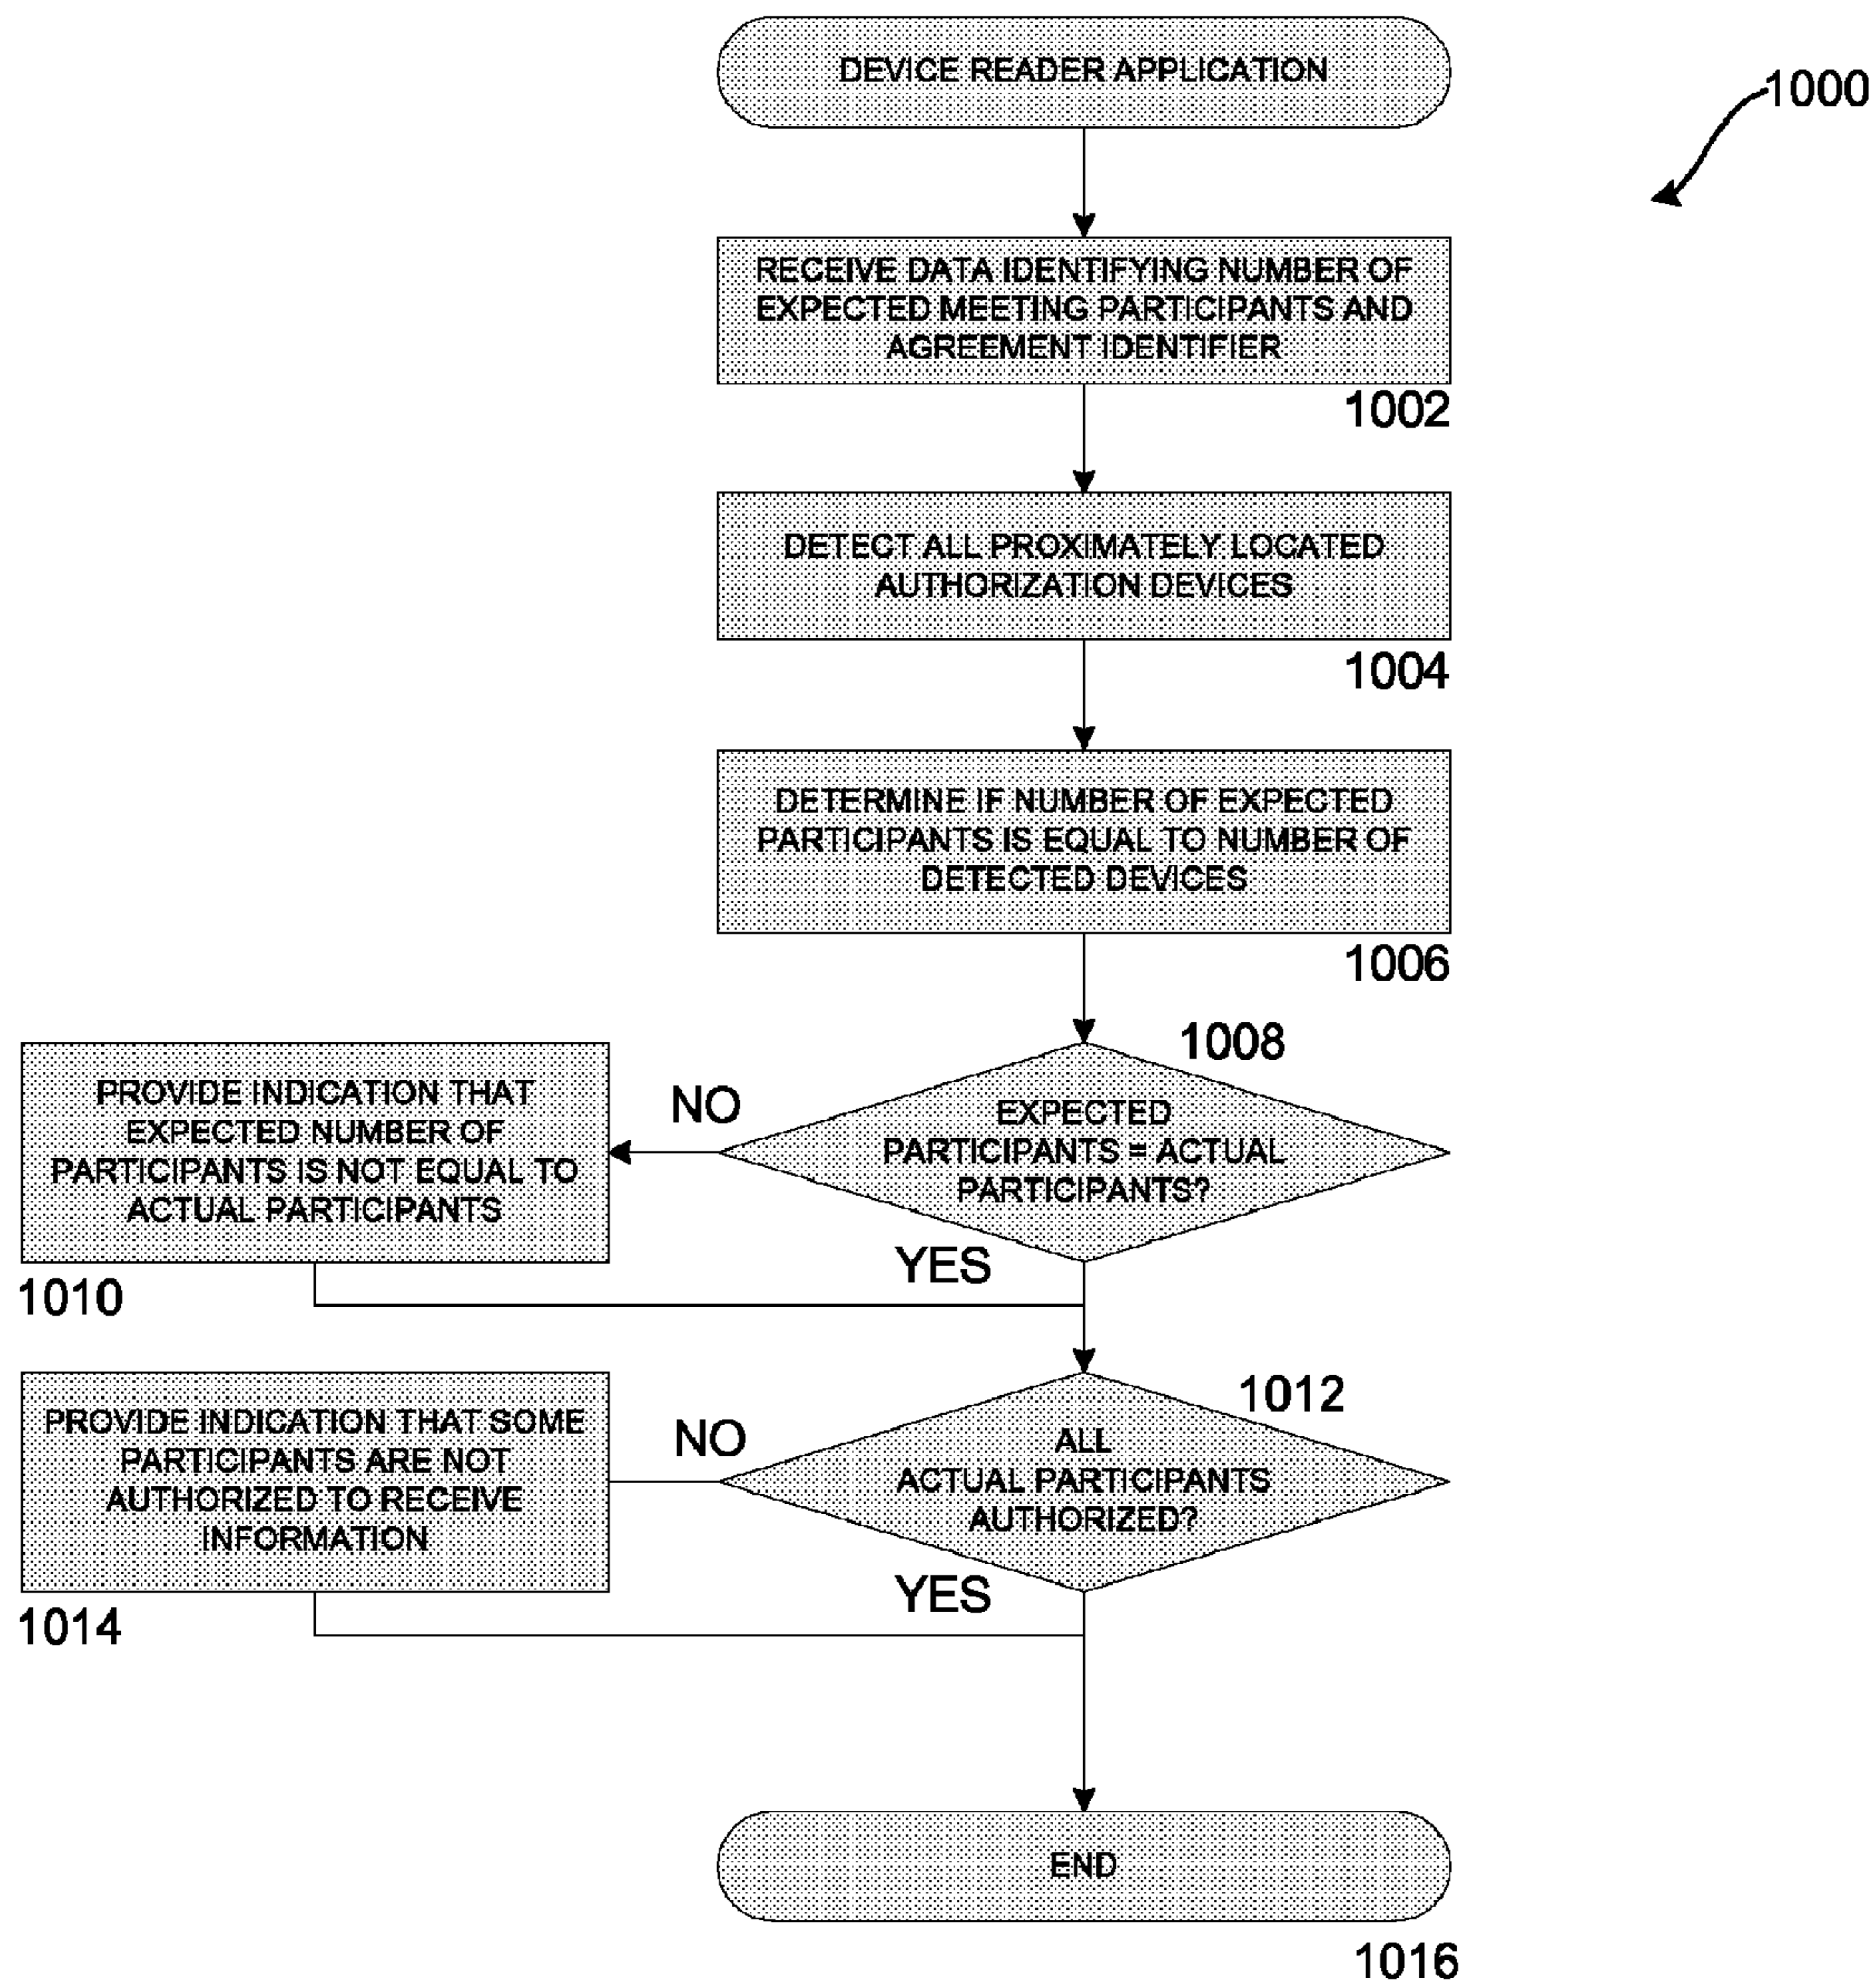 DEVICE READER APPLICATION
1000
RECEIVE DATA IDENTIFYING NUMBER OF
EXPECTED MEETING PARTICIPANTS AND
AGREEMENT IDENTIFIER
1002
DETECT ALL PROXIMATELY LOCATED
AUTHORIZATION DEVICES
1004
DETERMINE IF NUMBER OF EXPECTED
PARTICIPANTS IS EQUAL TO NUMBER OF
DETECTED DEVICES
1006
1008
EXPECTED
PARTICIPANTS = ACTUAL
PARTICIPANTS?
NO
PROVIDE INDICATION THAT
EXPECTED NUMBER OF
PARTICIPANTS IS NOT EQUAL TO
ACTUAL PARTICIPANTS
1010
YES
1012
ALL
ACTUAL PARTICIPANTS
AUTHORIZED?
NO
PROVIDE INDICATION THAT SOME
PARTICIPANTS ARE NOT
AUTHORIZED TO RECEIVE
INFORMATION
1014
YES
END
1016